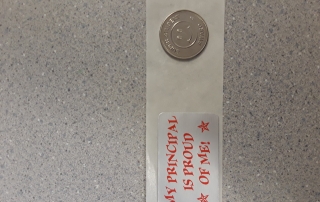 MY PRINCIPAL
IS PROUD
OF ME!